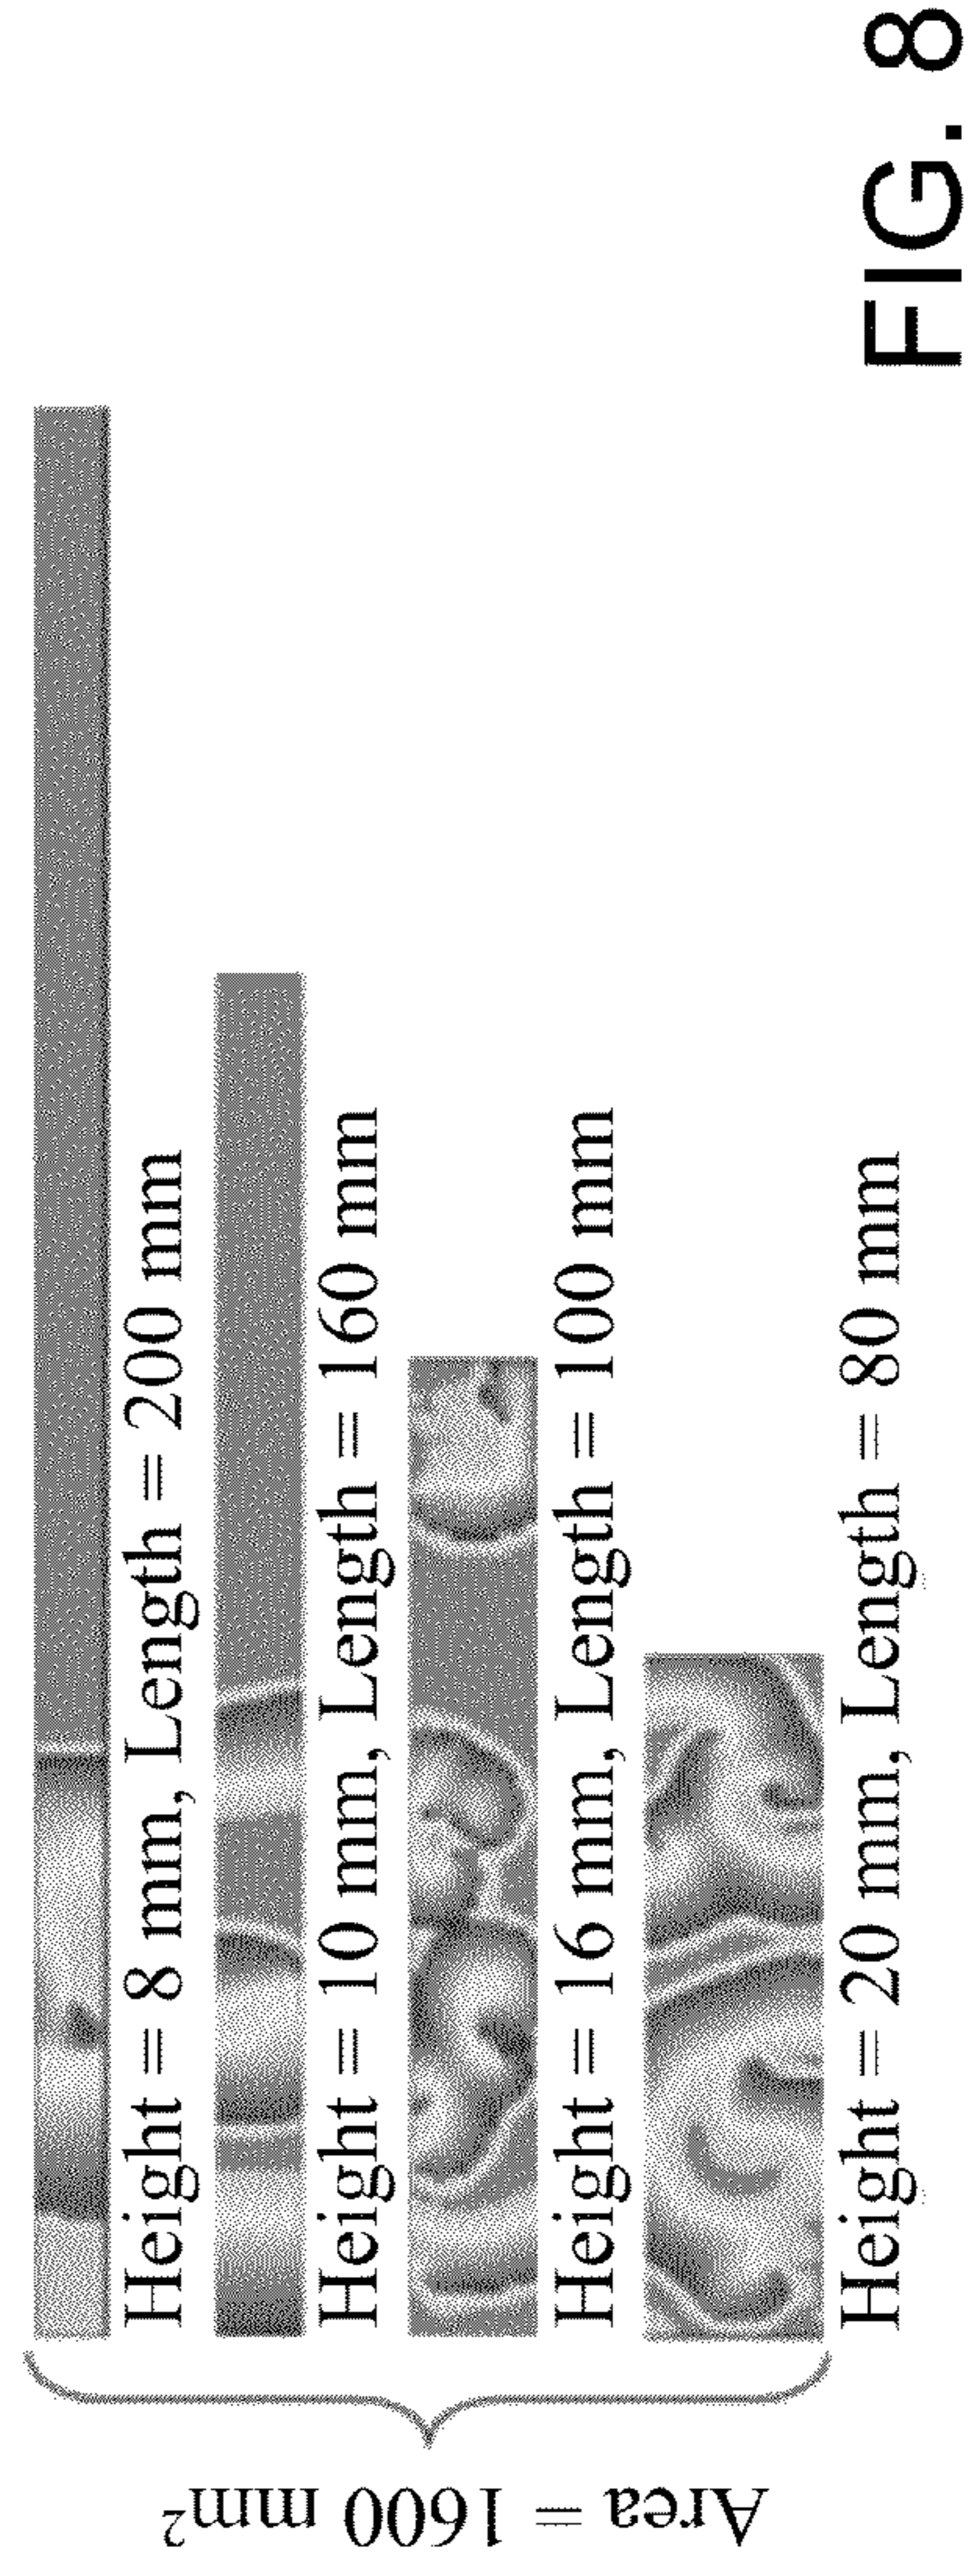 Area = 1600 mm²
Height = 8 mm, Length = 200 mm
Height = 10 mm, Length = 160 mm
Height = 16 mm, Length = 100 mm
Height = 20 mm, Length = 80 mm
FIG. 8